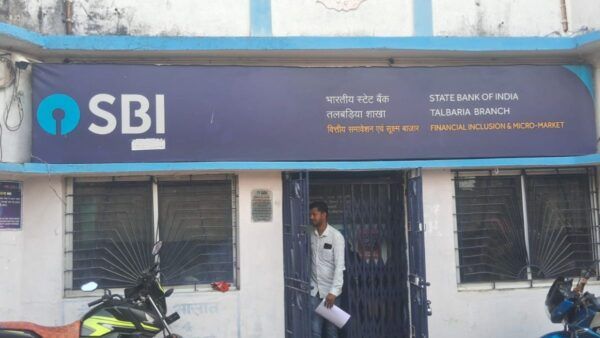 SBI
भारतीय स्टेट बैंक
तलबड़िया शाखा
वित्तीय समावेशन एवं सूक्ष्म बाजार
STATE BANK OF INDIA
TALBARIA BRANCH
FINANCIAL INCLUSION & MICRO-MARKET